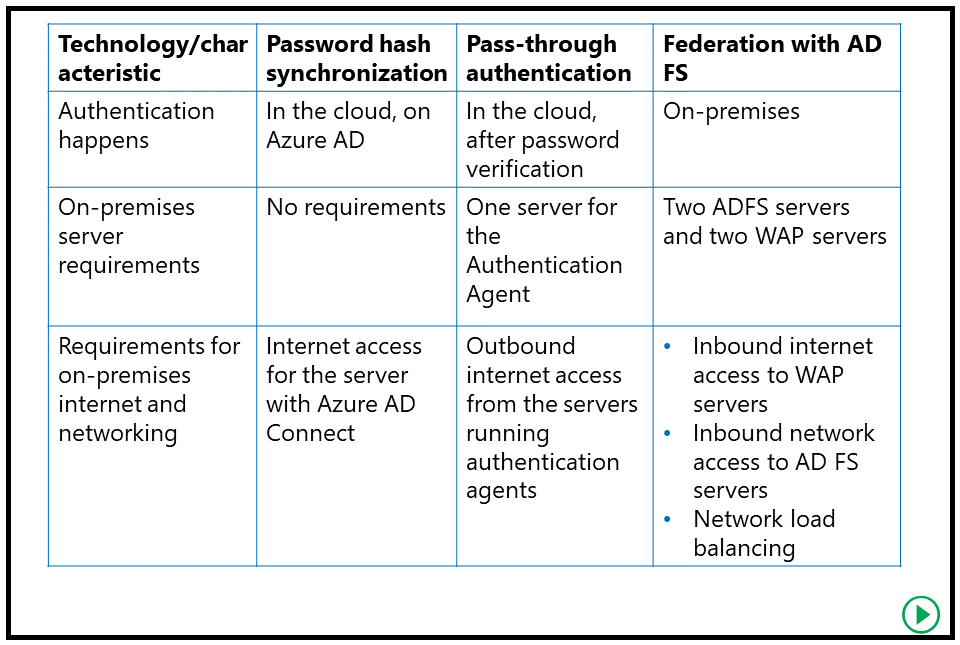 Technology/char
acteristic
Password hash
synchronization
Pass-through
authentication
Federation with AD
FS
Authentication
happens
In the cloud, on
Azure AD
In the cloud,
after password
verification
On-premises
On-premises
server
requirements
No requirements
One server for
the
Authentication
Agent
Two ADFS servers
and two WAP servers
Requirements for
on-premises
internet and
networking
Internet access
for the server
with Azure AD
Connect
Outbound
internet access
from the servers
running
authentication
agents
• Inbound internet
access to WAP
servers
• Inbound network
access to AD FS
servers
• Network load
balancing